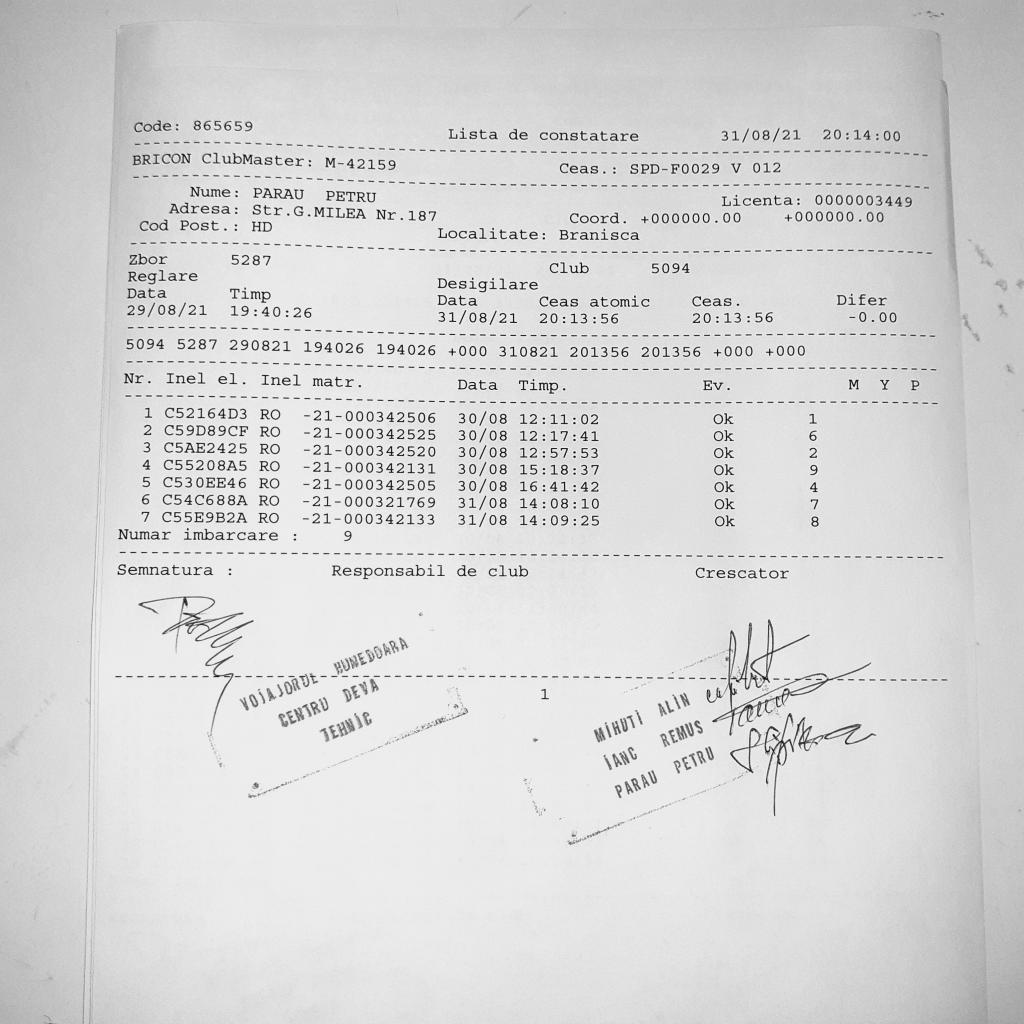 Code: 865659 Lista de constatare 31/08/21 20:14:00
BRICON ClubMaster: M-42159 Ceas.: SPD-F0029 V 012
Nume: PARAU PETRU Licenta: 0000003449
Adresa: Str.G.MILEA Nr.187 Coord. +000000.00 +000000.00
Cod Post.: HD Localitate: Branisca
Zbor 5287 Club 5094
Reglare Desigilare
Data Timp Data Ceas atomic Ceas. Difer
29/08/21 19:40:26 31/08/21 20:13:56 20:13:56 -0.00
5094 5287 290821 194026 194026 +000 310821 201356 201356 +000 +000
Nr. Inel el. Inel matr. Data Timp. Ev. M Y P
1 C52164D3 RO -21-000342506 30/08 12:11:02 Ok 1
2 C59D89CF RO -21-000342525 30/08 12:17:41 Ok 6
3 C5AE2425 RO -21-000342520 30/08 12:57:53 Ok 2
4 C55208A5 RO -21-000342131 30/08 15:18:37 Ok 9
5 C530EE46 RO -21-000342505 30/08 16:41:42 Ok 4
6 C54C688A RO -21-000321769 31/08 14:08:10 Ok 7
7 C55E9B2A RO -21-000342133 31/08 14:09:25 Ok 8
Numar imbarcare : 9
Semnatura : Responsabil de club Crescator
VOIAJORUL HUNEDOARA
CENTRU DEVA
TEHNIC
1
MIHUTI ALIN
IANC REMUS
PARAU PETRU